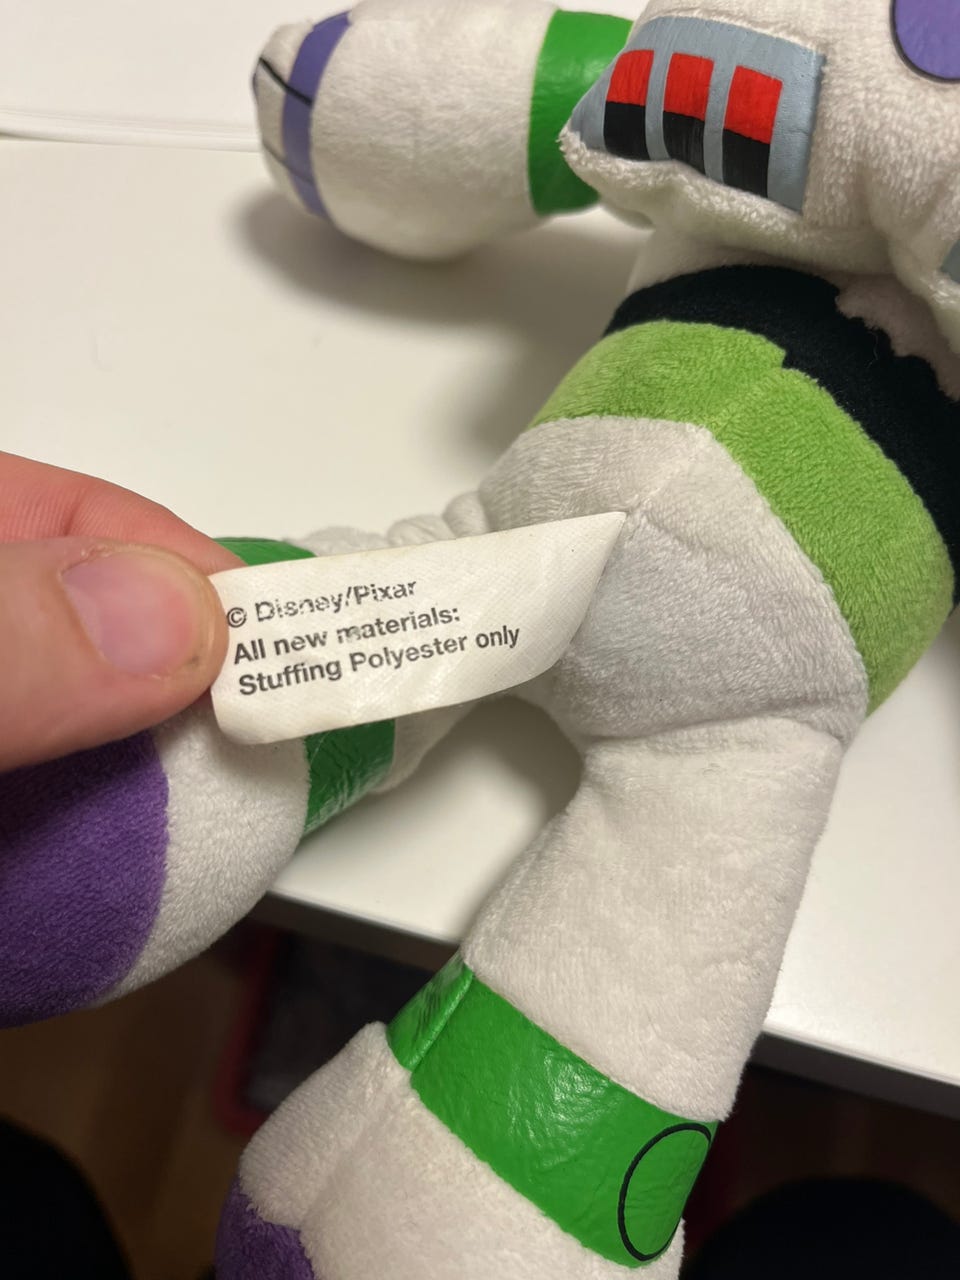 © Disney/Pixar
All new materials:
Stuffing Polyester only